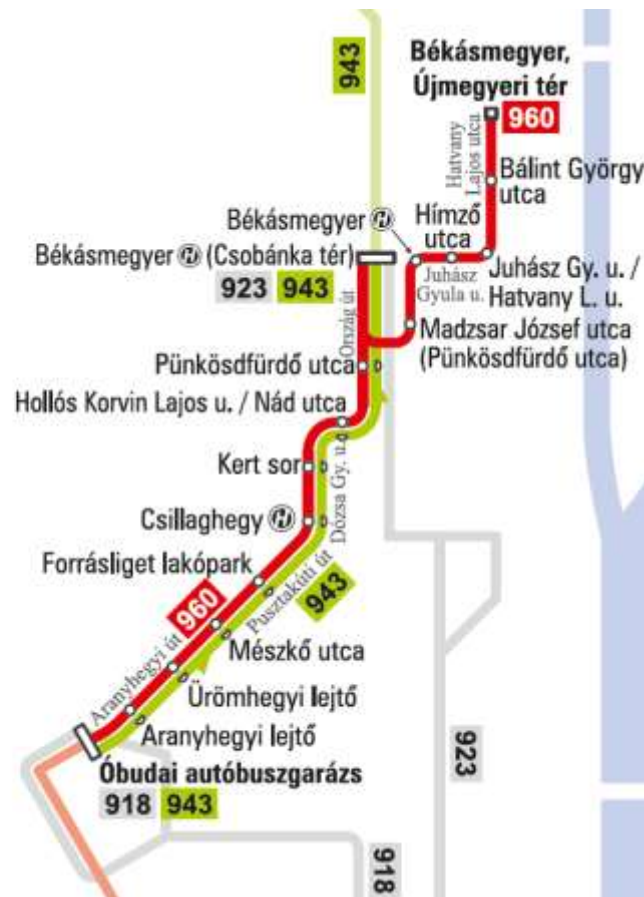 943
Békásmegyer,
Újmegyeri tér
960
Hatvany
Lajos utca
Bálint György
utca
Békásmegyer H
Hímző
utca
Békásmegyer H (Csobánka tér)
923 943
Juhász
Gyula u.
Juhász Gy. u. /
Hatvany L. u.
Ország út
Madzsar József utca
(Pünkösdfürdő utca)
Pünkösdfürdő utca
Hollós Korvin Lajos u. / Nád utca
Kert sor
Dózsa Gy. u.
Csillaghegy H
Forrásliget lakópark
Pusztakúti út
943
960
Aranyhegyi út
Mészkő utca
Ürömhegyi lejtő
Aranyhegyi lejtő
Óbudai autóbuszgarázs
918 943
923
918